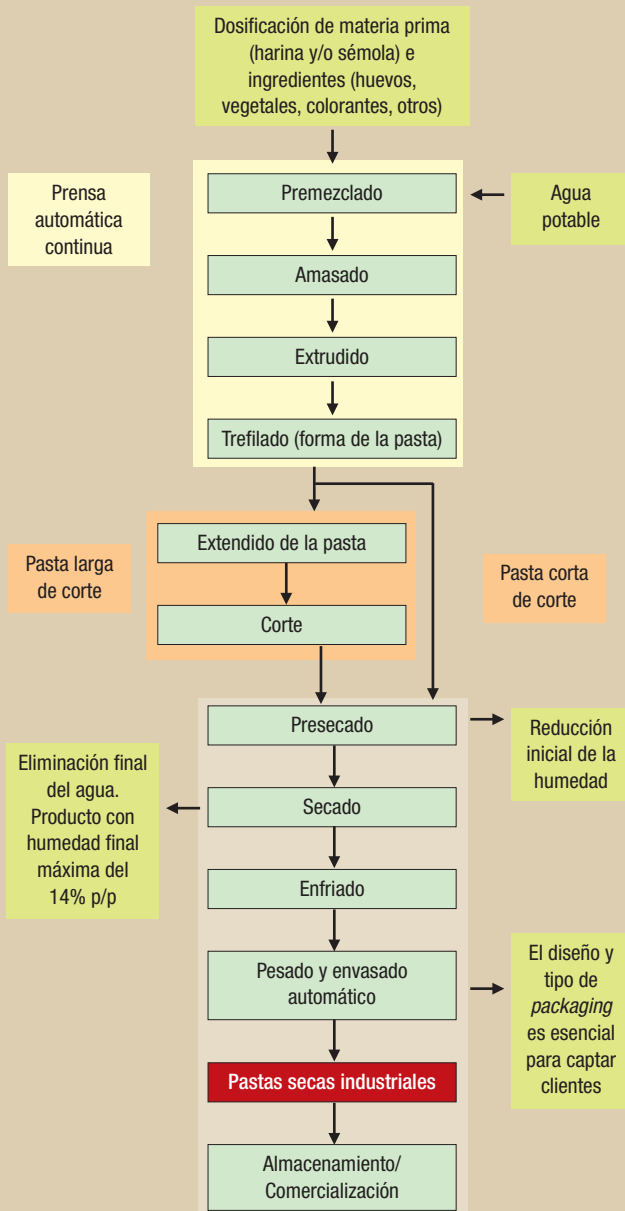 Dosificación de materia prima
(harina y/o sémola) e
ingredientes (huevos,
vegetales, colorantes, otros)
Prensa
automática
continua
Premezclado
Agua
potable
Amasado
Extrudido
Trefilado (forma de la pasta)
Pasta larga
de corte
Extendido de la pasta
Corte
Pasta corta
de corte
Presecado
Reducción
inicial de la
humedad
Eliminación final
del agua.
Producto con
humedad final
máxima del
14% p/p
Secado
Enfriado
Pesado y envasado
automático
El diseño y
tipo de
packaging
es esencial
para captar
clientes
Pastas secas industriales
Almacenamiento/
Comercialización